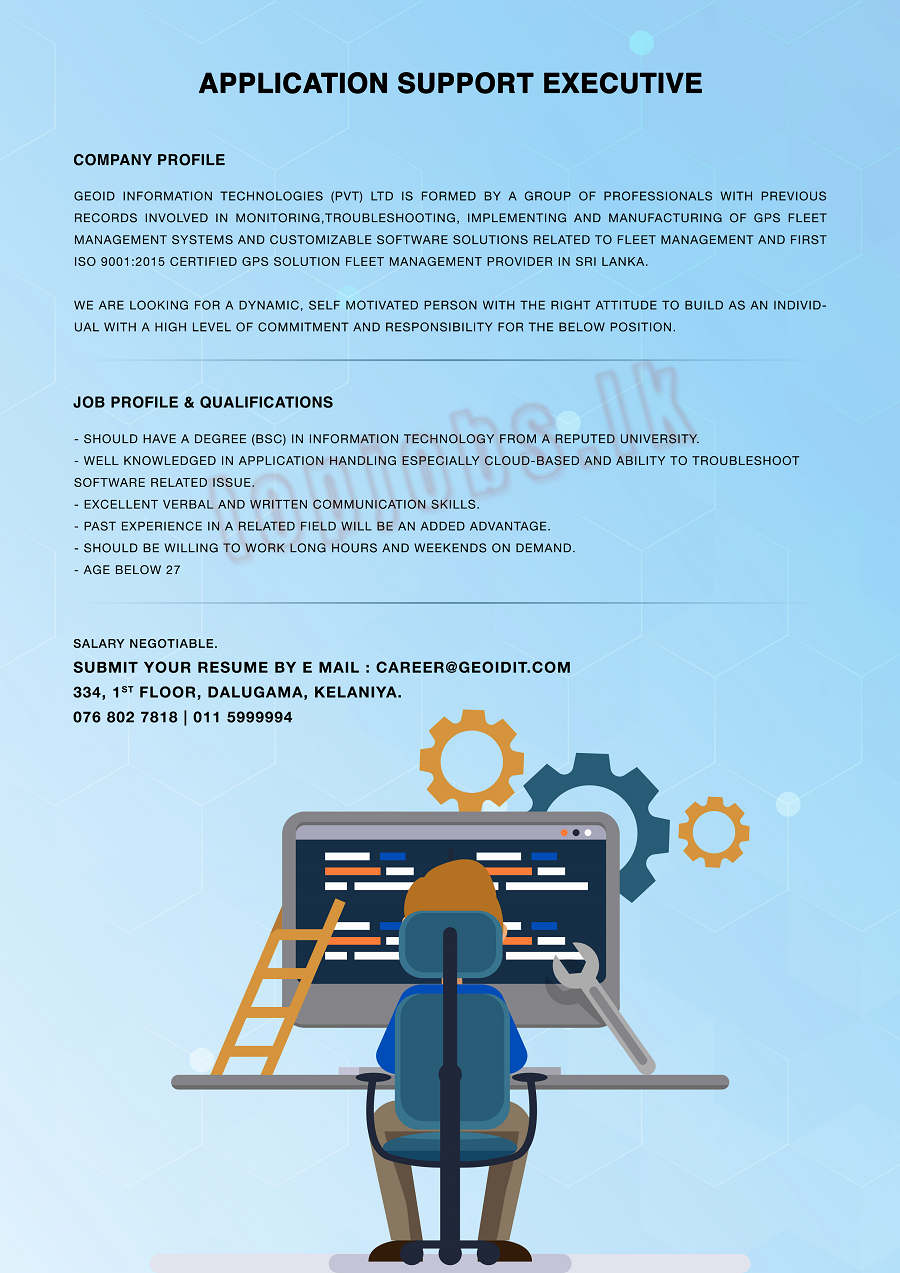 APPLICATION SUPPORT EXECUTIVE
COMPANY PROFILE
GEOID INFORMATION TECHNOLOGIES (PVT) LTD IS FORMED BY A GROUP OF PROFESSIONALS WITH PREVIOUS
RECORDS INVOLVED IN MONITORING,TROUBLESHOOTING, IMPLEMENTING AND MANUFACTURING OF GPS FLEET
MANAGEMENT SYSTEMS AND CUSTOMIZABLE SOFTWARE SOLUTIONS RELATED TO FLEET MANAGEMENT AND FIRST
ISO 9001:2015 CERTIFIED GPS SOLUTION FLEET MANAGEMENT PROVIDER IN SRI LANKA.
WE ARE LOOKING FOR A DYNAMIC, SELF MOTIVATED PERSON WITH THE RIGHT ATTITUDE TO BUILD AS AN INDIVID-
UAL WITH A HIGH LEVEL OF COMMITMENT AND RESPONSIBILITY FOR THE BELOW POSITION.
JOB PROFILE & QUALIFICATIONS
- SHOULD HAVE A DEGREE (BSC) IN INFORMATION TECHNOLOGY FROM A REPUTED UNIVERSITY.
- WELL KNOWLEDGED IN APPLICATION HANDLING ESPECIALLY CLOUD-BASED AND ABILITY TO TROUBLESHOOT
SOFTWARE RELATED ISSUE.
- EXCELLENT VERBAL AND WRITTEN COMMUNICATION SKILLS.
- PAST EXPERIENCE IN A RELATED FIELD WILL BE AN ADDED ADVANTAGE.
- SHOULD BE WILLING TO WORK LONG HOURS AND WEEKENDS ON DEMAND.
- AGE BELOW 27
topjobs.lk
SALARY NEGOTIABLE.
SUBMIT YOUR RESUME BY E MAIL : CAREER@GEOIDIT.COM
334, 1ST FLOOR, DALUGAMA, KELANIYA.
076 802 7818 | 011 5999994